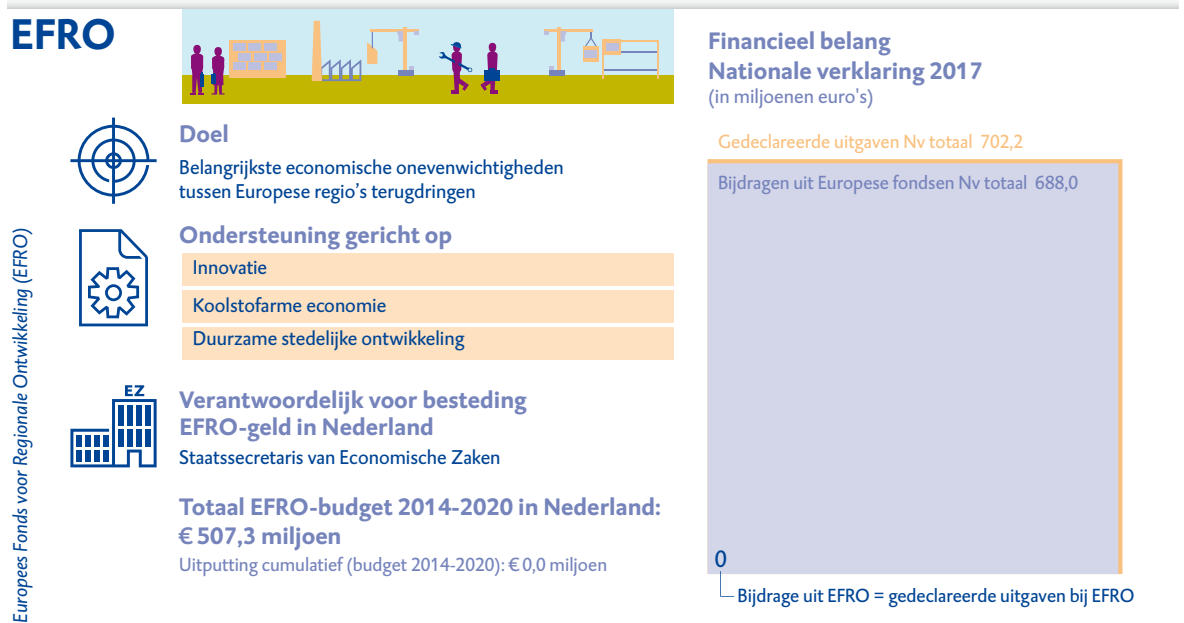 EFRO
Europees Fonds voor Regionale Ontwikkeling (EFRO)
Doel
Belangrijkste economische onevenwichtigheden
tussen Europese regio's terugdringen
Ondersteuning gericht op
Innovatie
Koolstofarme economie
Duurzame stedelijke ontwikkeling
EZ
Verantwoordelijk voor besteding
EFRO-geld in Nederland
Staatssecretaris van Economische Zaken
Totaal EFRO-budget 2014-2020 in Nederland:
€ 507,3 miljoen
Uitputting cumulatief (budget 2014-2020): € 0,0 miljoen
Financieel belang
Nationale verklaring 2017
(in miljoenen euro's)
Gedeclareerde uitgaven Nv totaal 702,2
Bijdragen uit Europese fondsen Nv totaal 688,0
0
Bijdrage uit EFRO = gedeclareerde uitgaven bij EFRO